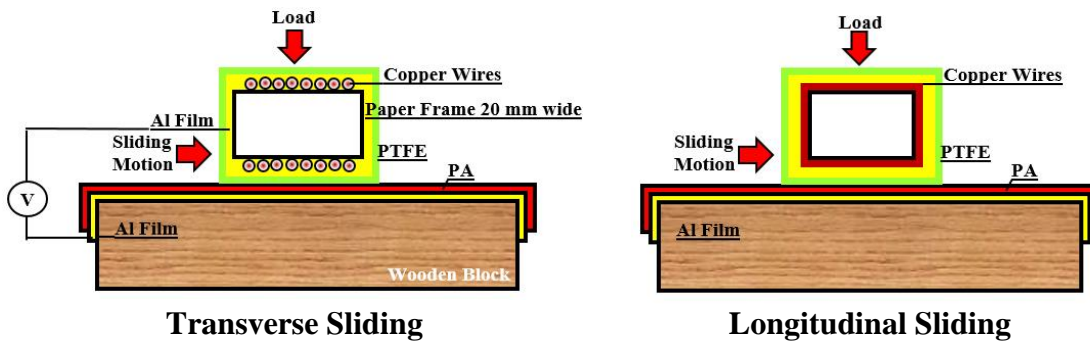 Load
Copper Wires
Paper Frame 20 mm wide
Al Film
Sliding
Motion
PTFE
PA
V
Al Film
Wooden Block
Transverse Sliding
Load
Copper Wires
Sliding
Motion
PTFE
PA
Al Film
Longitudinal Sliding